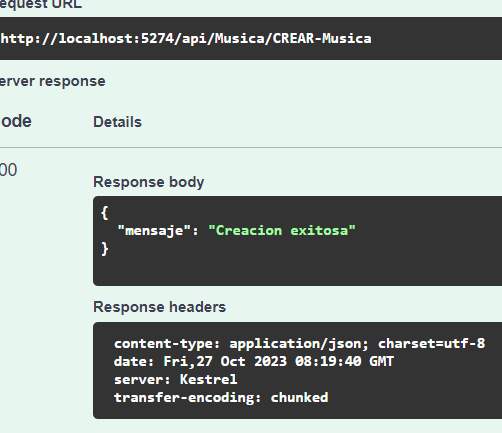 equest URL
http://localhost:5274/api/Musica/CREAR-Musica
erver response
ode
Details
00
Response body
{
"mensaje": "Creacion exitosa"
}
Response headers
content-type: application/json; charset=utf-8
date: Fri,27 Oct 2023 08:19:40 GMT
server: Kestrel
transfer-encoding: chunked